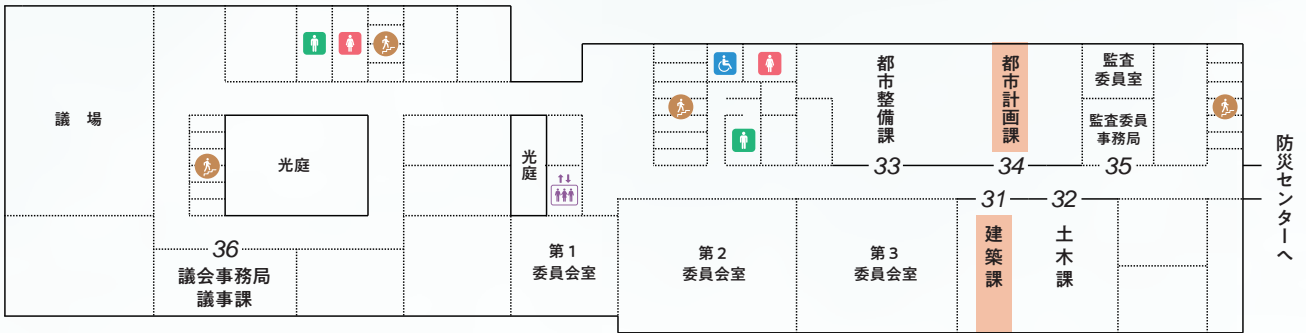 議 場
光庭
36
議会事務局
議事課
光庭
第1
委員会室
第2
委員会室
第3
委員会室
都市整備課
33
都市計画課
34
監査
委員室
監査委員
事務局
35
31
建築課
32
土木課
防災センターへ